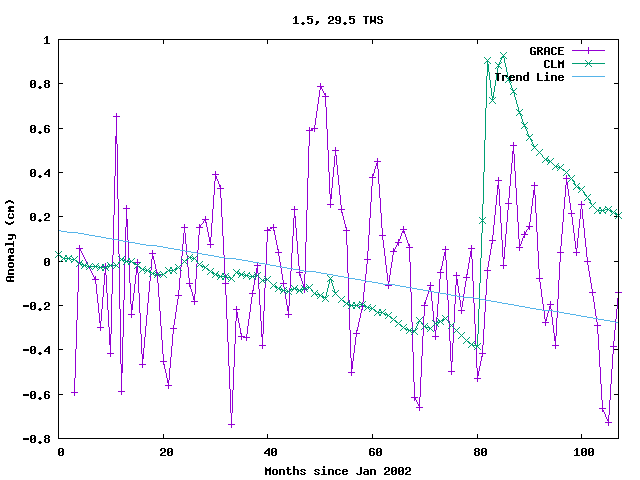 1.5, 29.5 TWS
GRACE
CLM
Trend Line
1
0.8
0.6
0.4
0.2
0
-0.2
-0.4
-0.6
-0.8
Anomaly (cm)
0 20 40 60 80 100
Months since Jan 2002